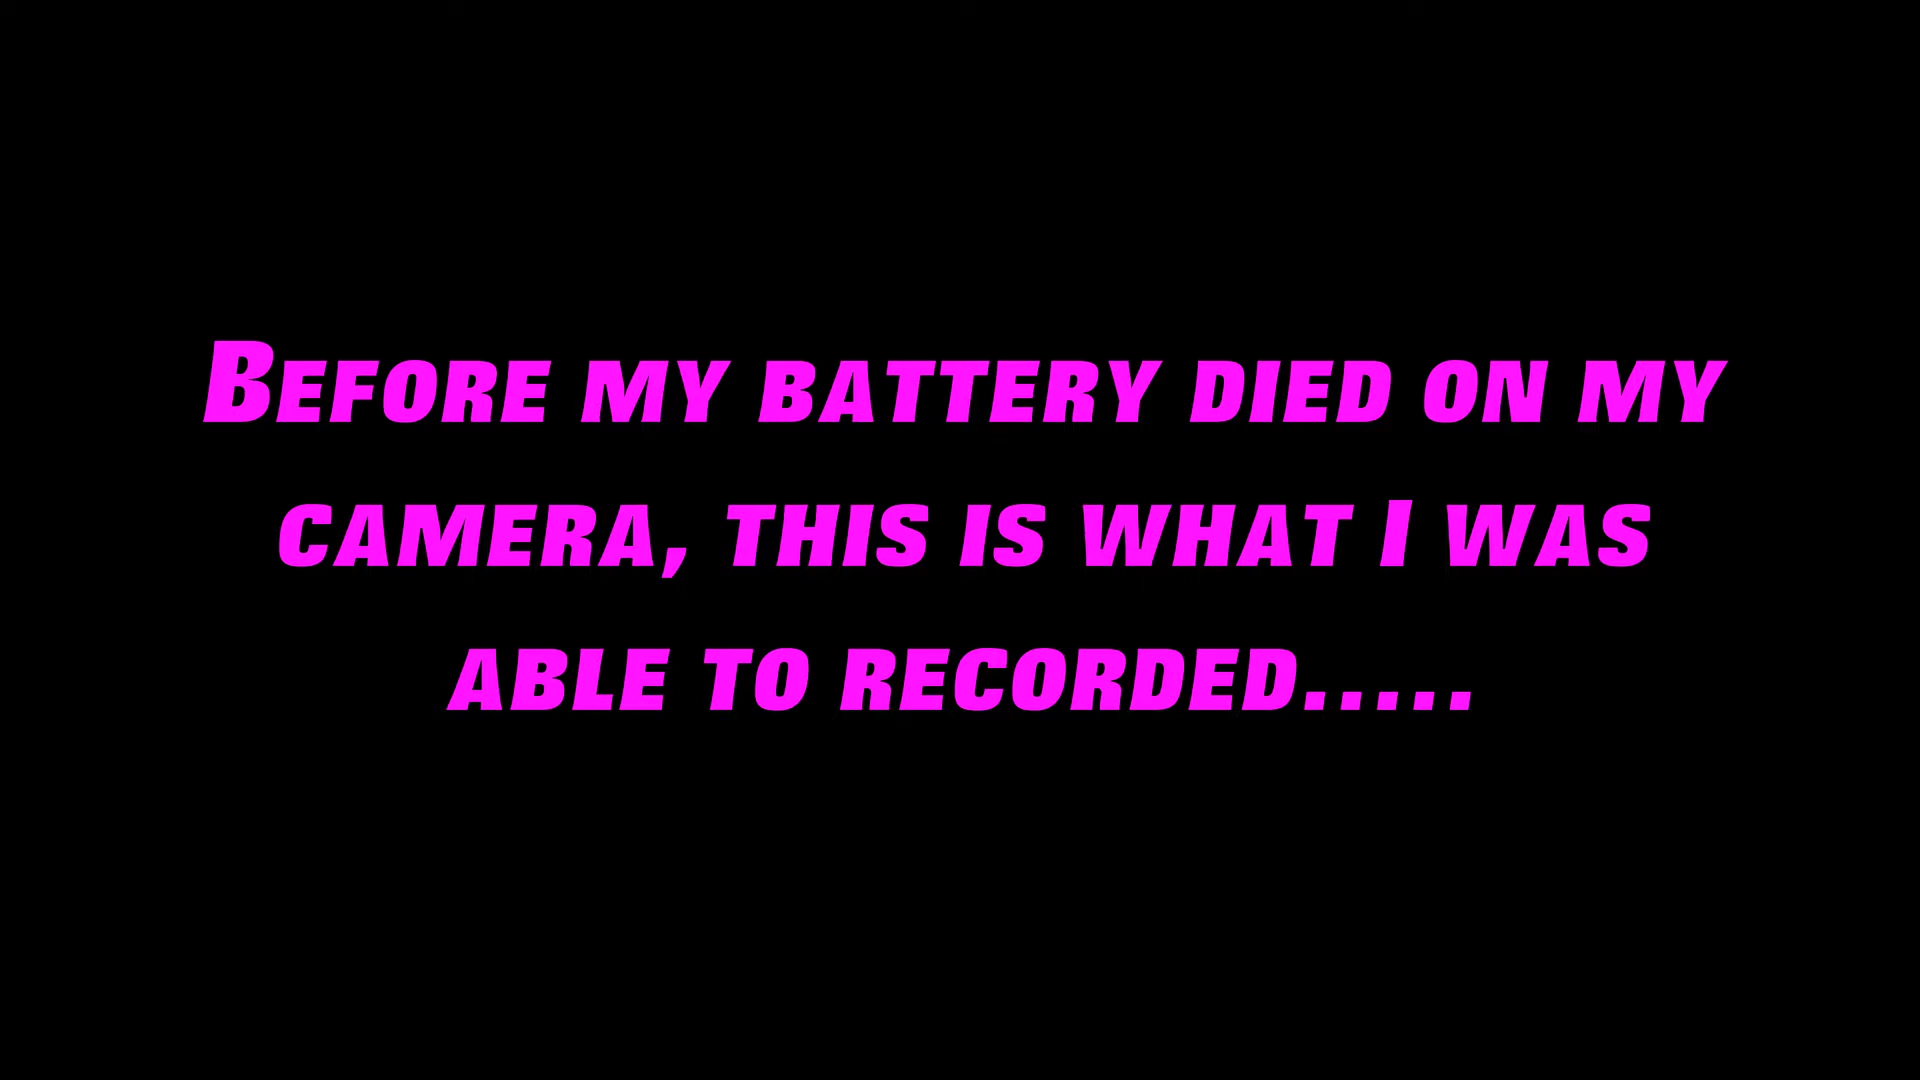 Before my battery died on my
camera, this is what I was
able to recorded.....